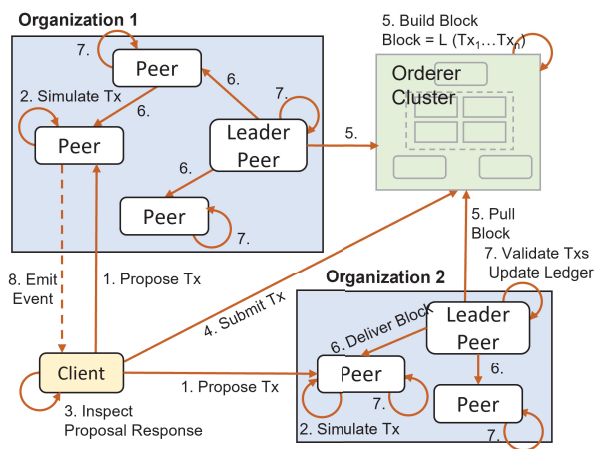 Organization 1
5. Build Block
Block = L (Tx1…Txn)
7.
Peer
6.
Orderer
Cluster
2. Simulate Tx
6.
7.
Peer
Leader
Peer
5.
6.
Peer
7.
5. Pull
Block
8. Emit
Event
1. Propose Tx
7. Validate Txs
Update Ledger
Organization 2
4. Submit Tx
6. Deliver Block
Leader
Peer
Client
Peer
6.
1. Propose Tx
7.
Peer
3. Inspect
Proposal Response
2. Simulate Tx
7.